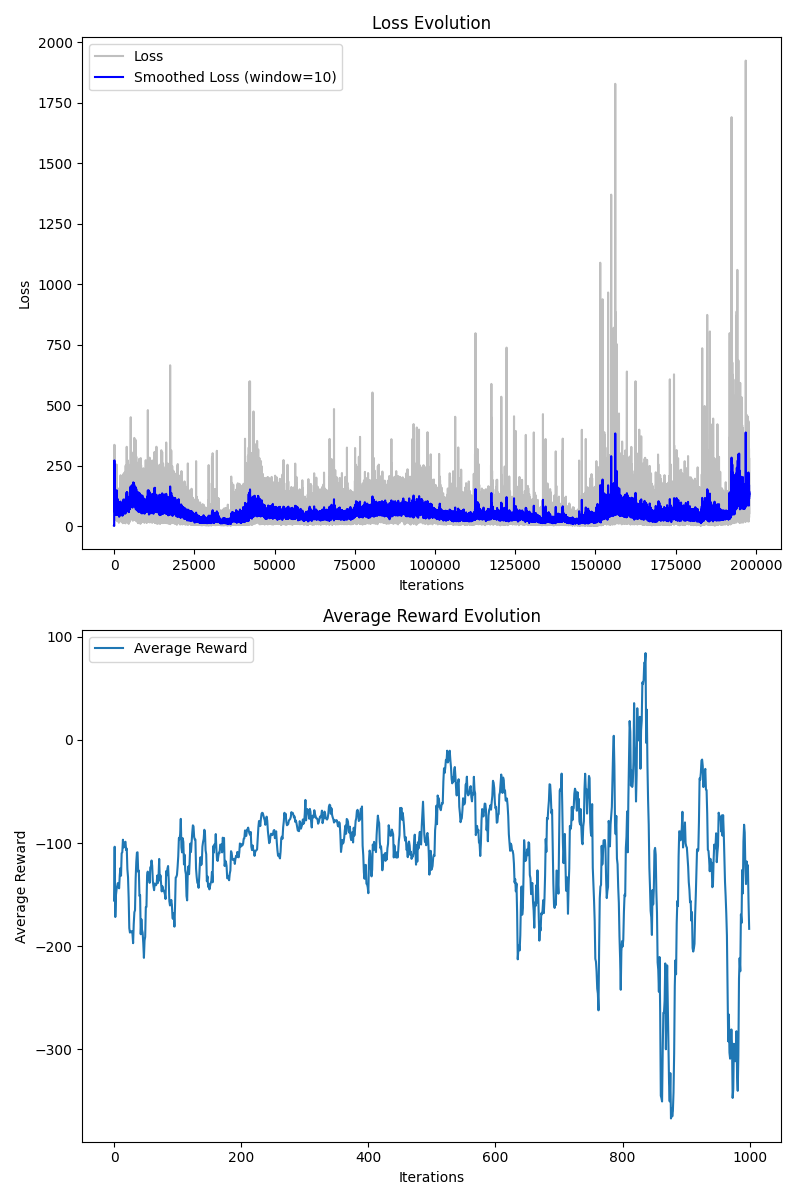 Loss Evolution
Loss
Smoothed Loss (window=10)
2000
1750
1500
1250
1000
750
500
250
0
Loss
0 25000 50000 75000 100000 125000 150000 175000 200000
Iterations
Average Reward Evolution
Average Reward
100
0
−100
−200
−300
Average Reward
0 200 400 600 800 1000
Iterations